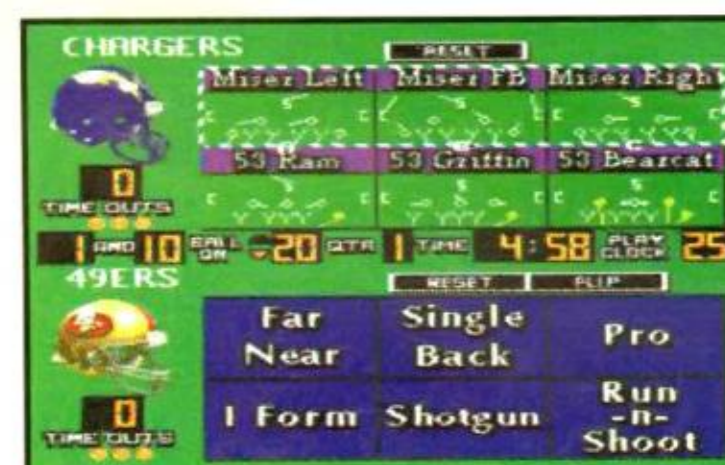 CHARGERS
RESET
Miser Left Miser FB Miser Right
53 Ram 53 Griffin 53 Bearcat
0
TIME OUTS
1 AND 10 BALL ON 20 QTR 1 TIME 4:58 PLAY CLOCK 25
49ERS
RESET FLIP
Far Near
Single Back
Pro
I Form
Shotgun
Run -n- Shoot
0
TIME OUTS